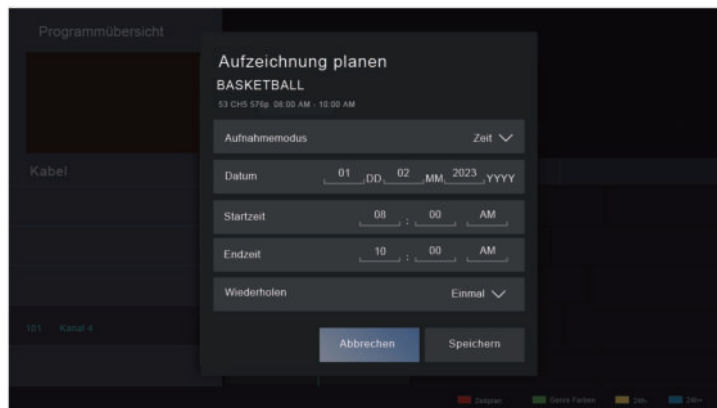 Programmübersicht
Aufzeichnung planen
BASKETBALL
53 CH5 576p. 08:00 AM - 10:00 AM
Aufnahmemodus Zeit
Kabel
Datum 01 DD 02 MM 2023 YYYY
Startzeit 08 : 00 AM
Endzeit 10 : 00 AM
Wiederholen Einmal
101 Kanal 4
Abbrechen Speichern
Zeitplan Genre Farben 24h- 24h+